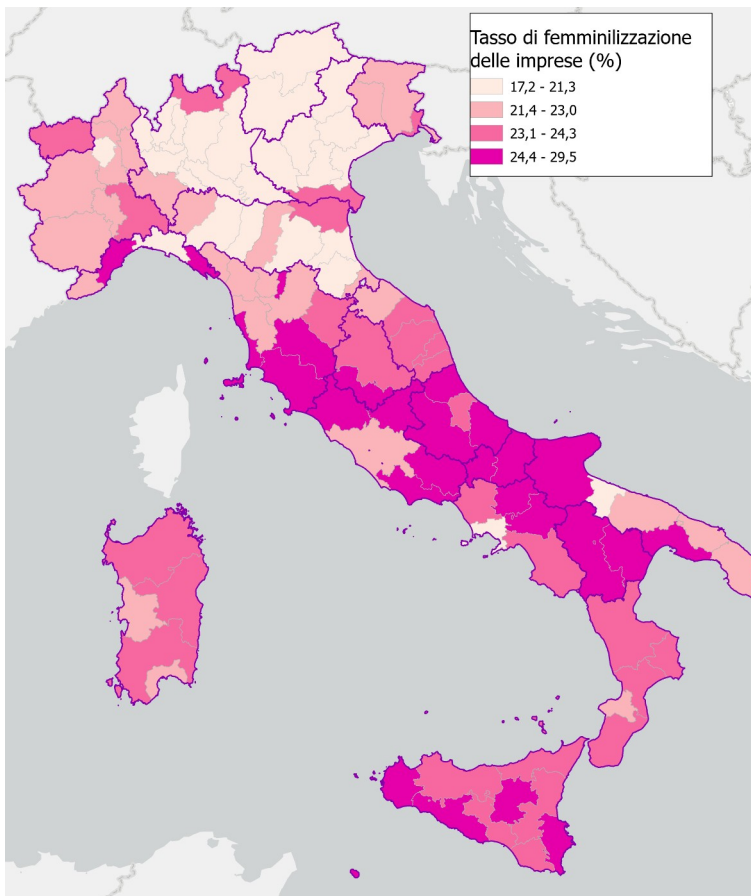 Tasso di femminilizzazione
delle imprese (%)
17,2 - 21,3
21,4 - 23,0
23,1 - 24,3
24,4 - 29,5